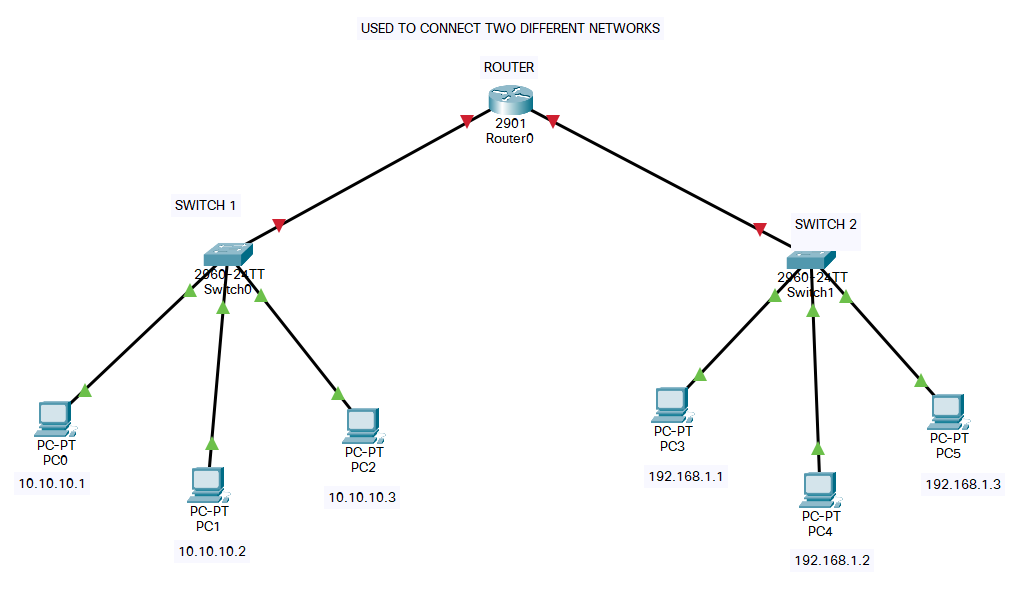 USED TO CONNECT TWO DIFFERENT NETWORKS
ROUTER
2901
Router0
SWITCH 1
2960-24TT
Switch0
SWITCH 2
2960-24TT
Switch1
PC-PT
PC0
10.10.10.1
PC-PT
PC1
10.10.10.2
PC-PT
PC2
10.10.10.3
PC-PT
PC3
192.168.1.1
PC-PT
PC4
192.168.1.2
PC-PT
PC5
192.168.1.3